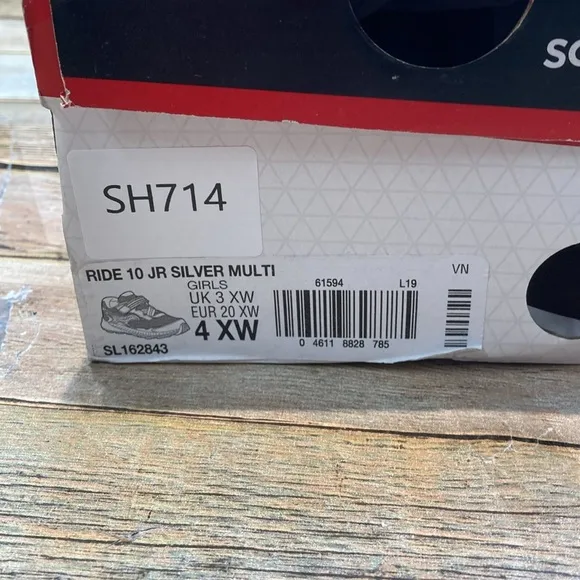 SC
SH714
RIDE 10 JR SILVER MULTI
GIRLS
UK 3 XW
EUR 20 XW
4 XW
SL162843
61594 L19
0 4611 8828 785
VN